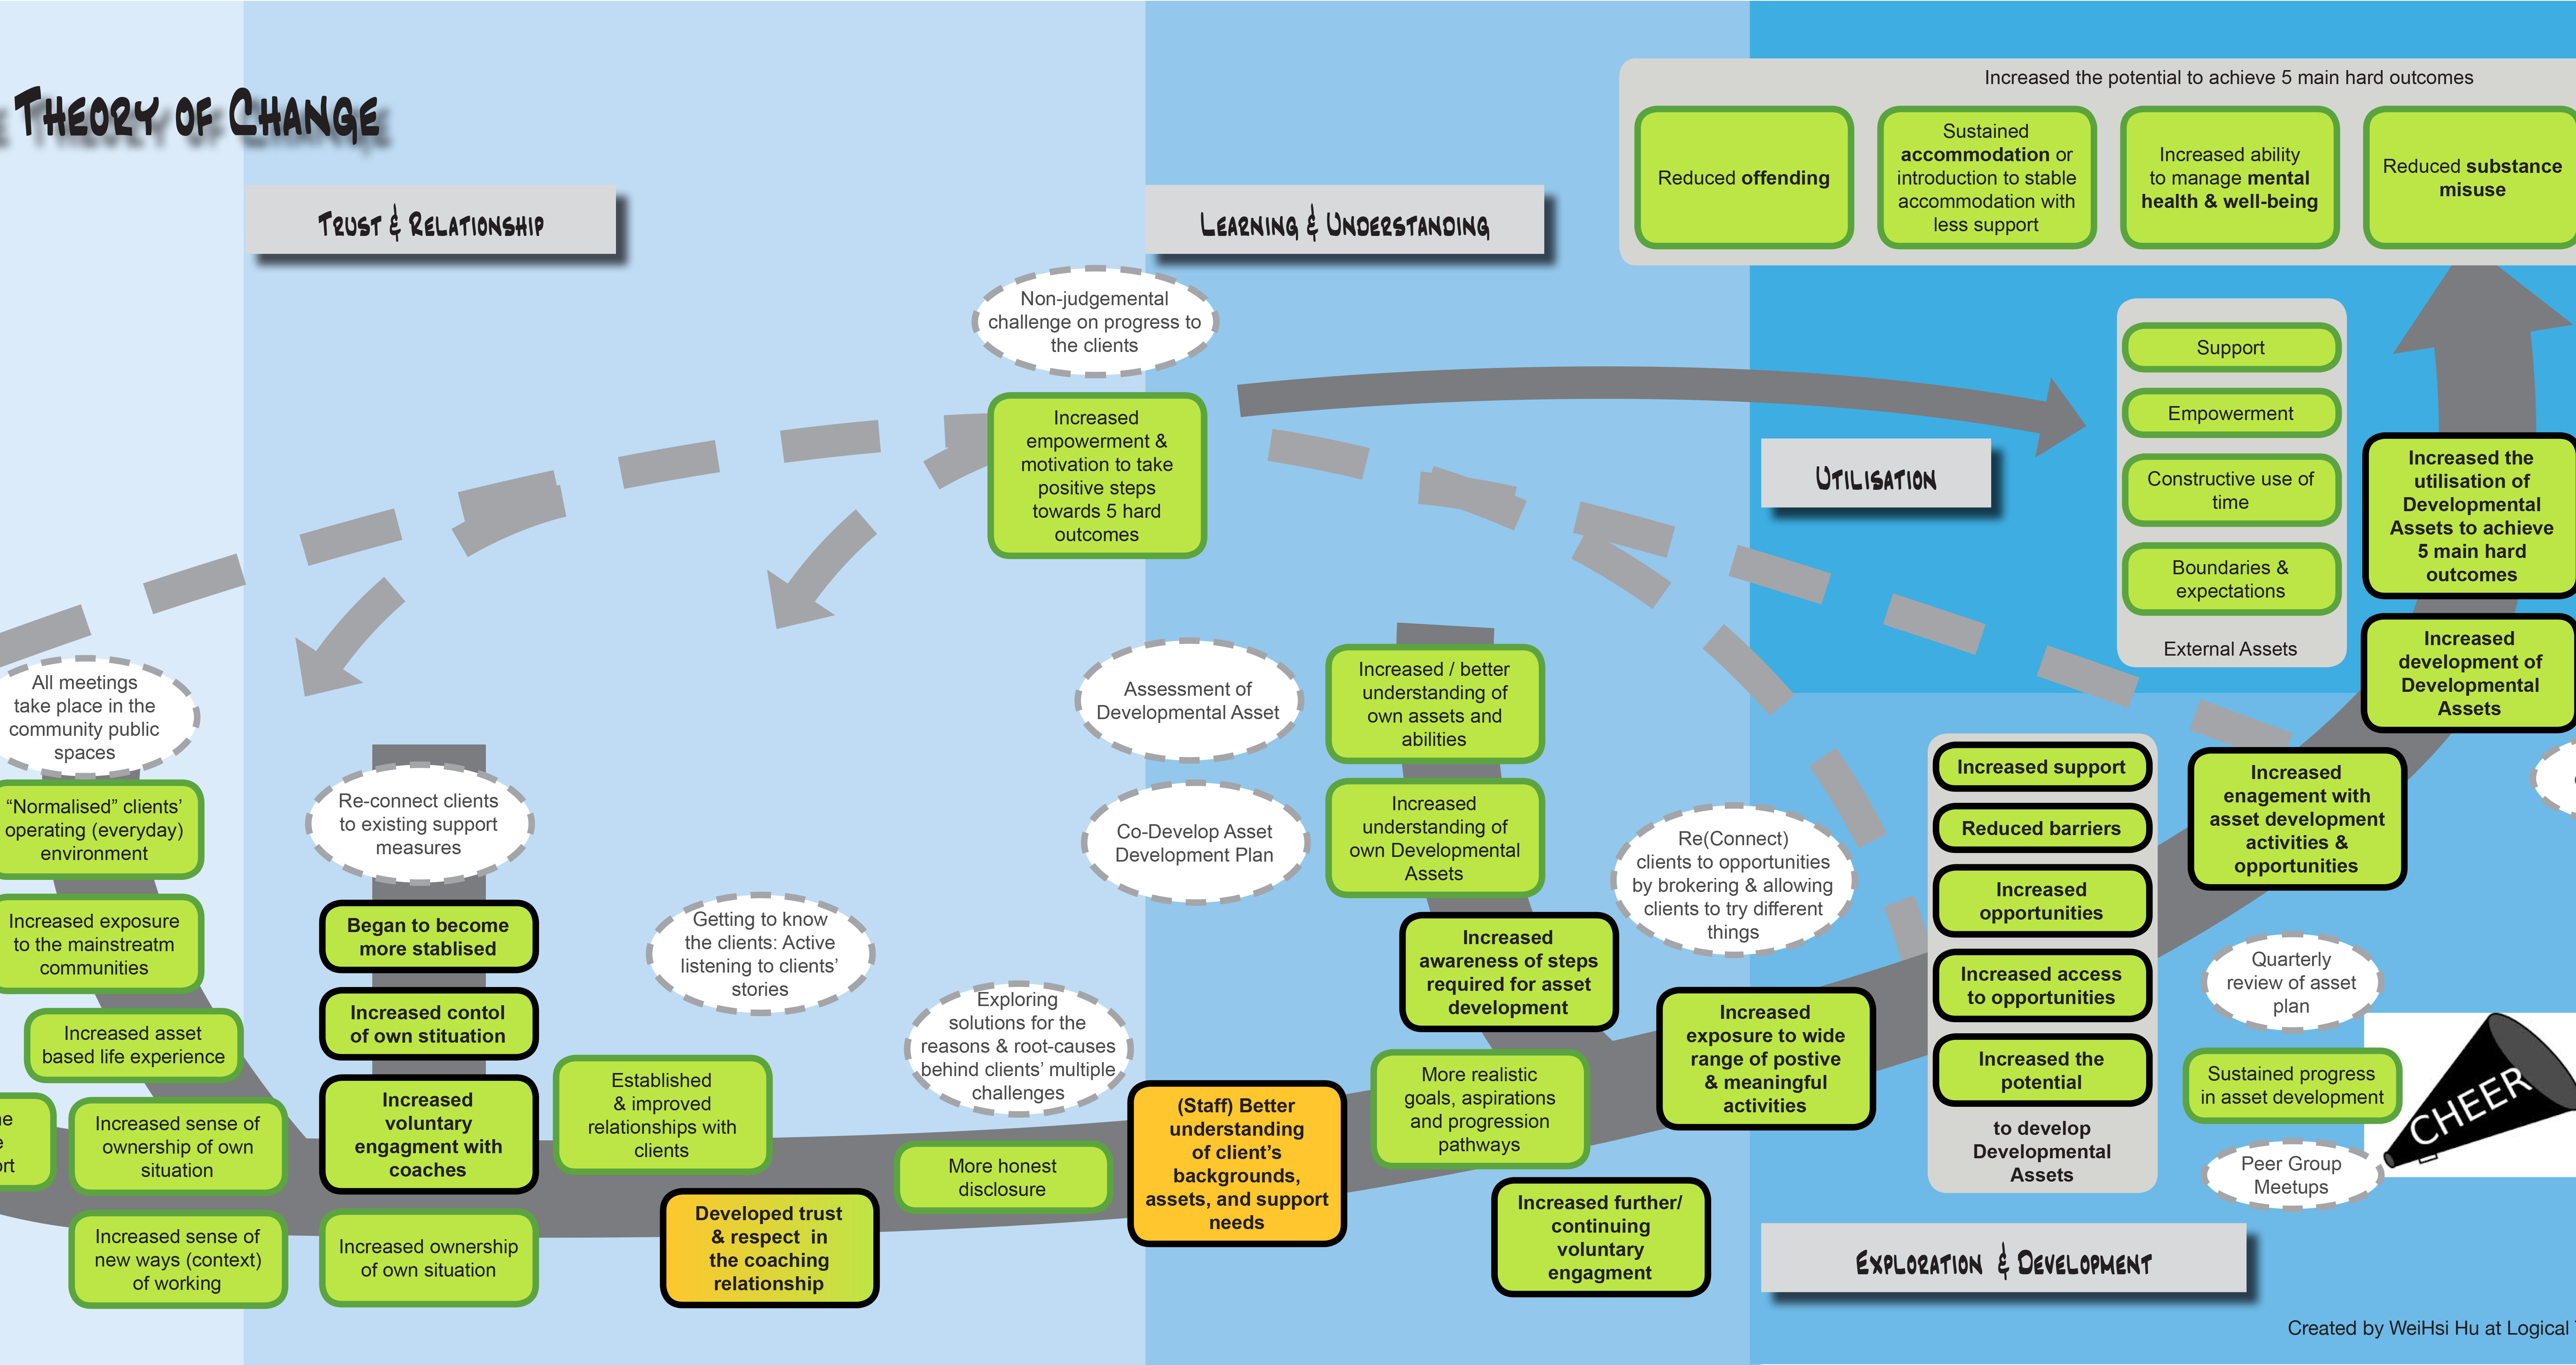 THEORY OF CHANGE
TRUST & RELATIONSHIP
LEARNING & UNDERSTANDING
Increased the potential to achieve 5 main hard outcomes
Reduced offending
Sustained
accommodation or
introduction to stable
accommodation with
less support
Increased ability
to manage mental
health & well-being
Reduced substance
misuse
Non-judgemental
challenge on progress to
the clients
Increased
empowerment &
motivation to take
positive steps
towards 5 hard
outcomes
UTILISATION
Support
Empowerment
Constructive use of
time
Boundaries &
expectations
External Assets
Increased the
utilisation of
Developmental
Assets to achieve
5 main hard
outcomes
Increased
development of
Developmental
Assets
All meetings
take place in the
community public
spaces
“Normalised” clients’
operating (everyday)
environment
Increased exposure
to the mainstreatm
communities
Increased asset
based life experience
Increased sense of
ownership of own
situation
Increased sense of
new ways (context)
of working
Re-connect clients
to existing support
measures
Began to become
more stablised
Increased contol
of own stituation
Increased
voluntary
engagment with
coaches
Increased ownership
of own situation
Getting to know
the clients: Active
listening to clients’
stories
Established
& improved
relationships with
clients
Developed trust
& respect in
the coaching
relationship
Exploring
solutions for the
reasons & root-causes
behind clients’ multiple
challenges
More honest
disclosure
Assessment of
Developmental Asset
Co-Develop Asset
Development Plan
(Staff) Better
understanding
of client’s
backgrounds,
assets, and support
needs
Increased / better
understanding of
own assets and
abilities
Increased
understanding of
own Developmental
Assets
Increased
awareness of steps
required for asset
development
More realistic
goals, aspirations
and progression
pathways
Increased further/
continuing
voluntary
engagment
Re(Connect)
clients to opportunities
by brokering & allowing
clients to try different
things
Increased
exposure to wide
range of postive
& meaningful
activities
Increased support
Reduced barriers
Increased
opportunities
Increased access
to opportunities
Increased the
potential
to develop
Developmental
Assets
Increased
enagement with
asset development
activities &
opportunities
Quarterly
review of asset
plan
Sustained progress
in asset development
Peer Group
Meetups
CHEER
EXPLORATION & DEVELOPMENT
Created by WeiHsi Hu at Logical